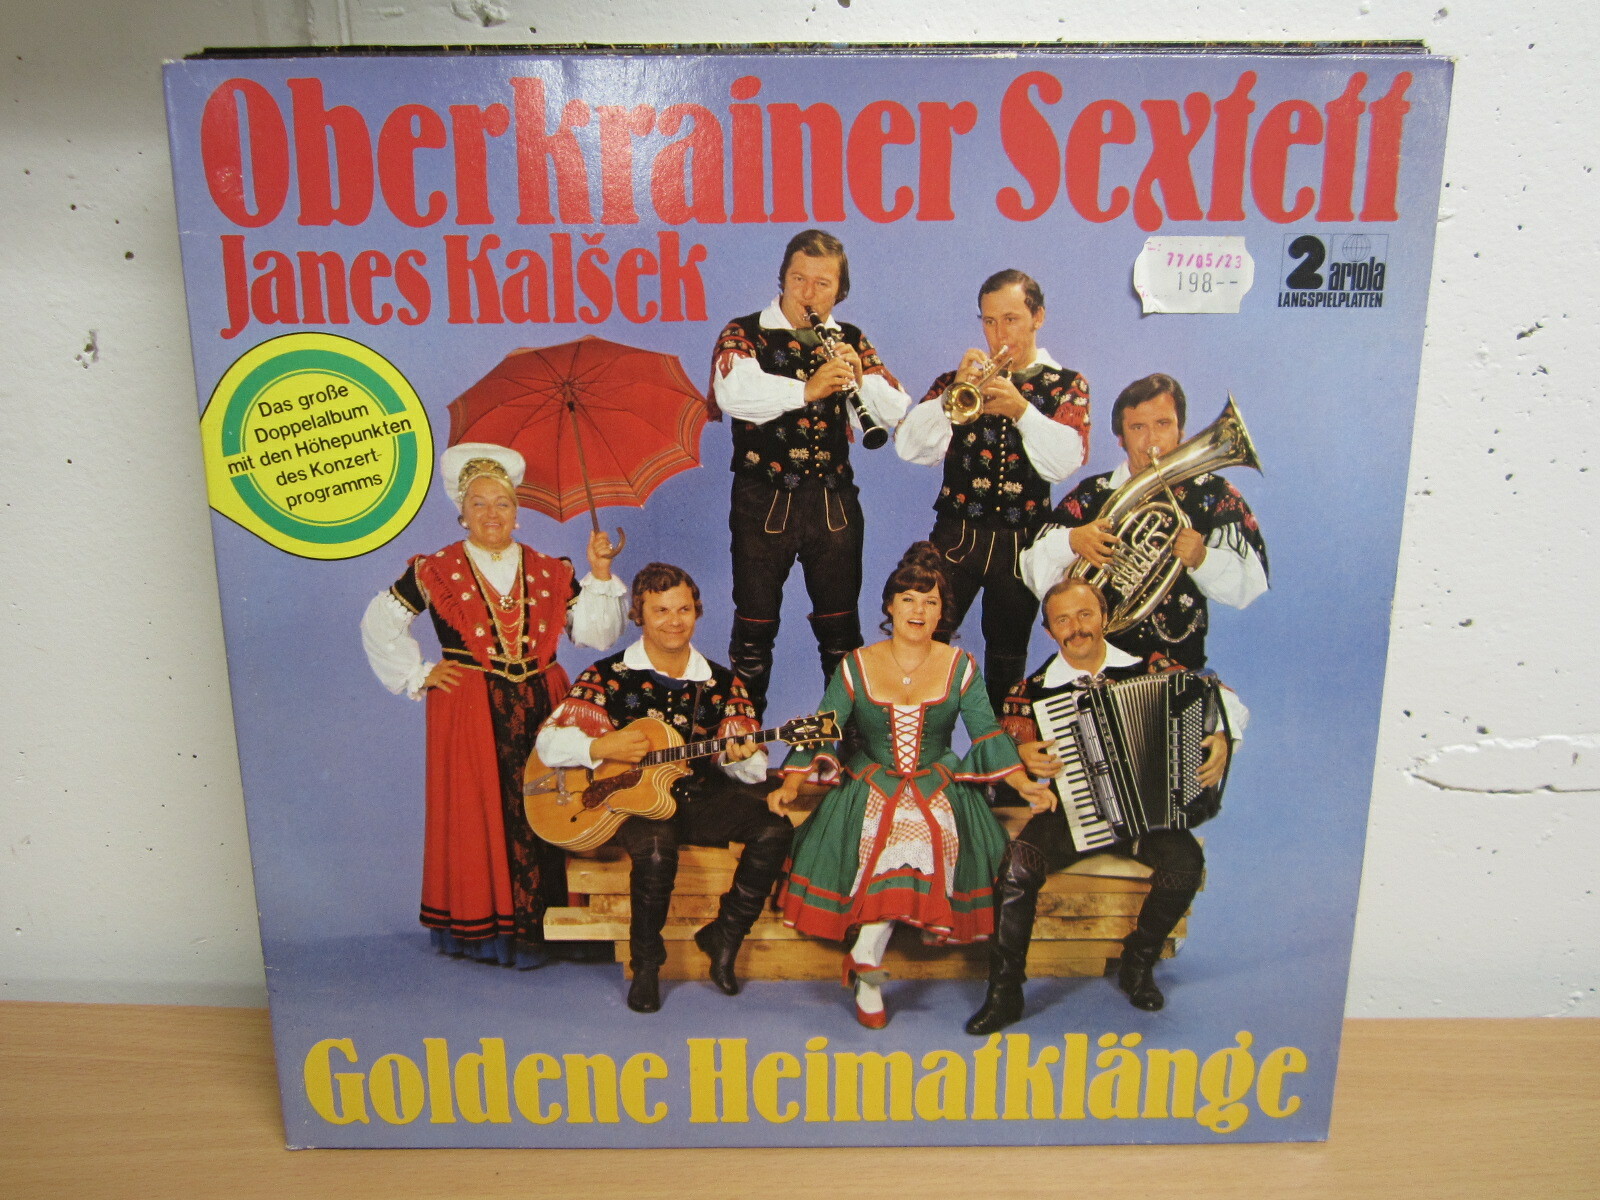 Oberkrainer Sextett
Janes Kalšek
77/05/23
198--
2
ariola
LANGSPIELPLATTEN
Das große
Doppelalbum
mit den Höhepunkten
des Konzert-
programms
Goldene Heimatklänge